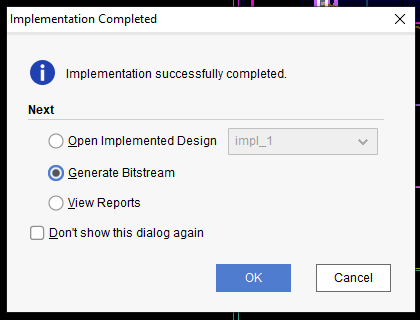 Implementation Completed
Implementation successfully completed.
Next
Open Implemented Design impl_1
Generate Bitstream
View Reports
Don't show this dialog again
OK Cancel